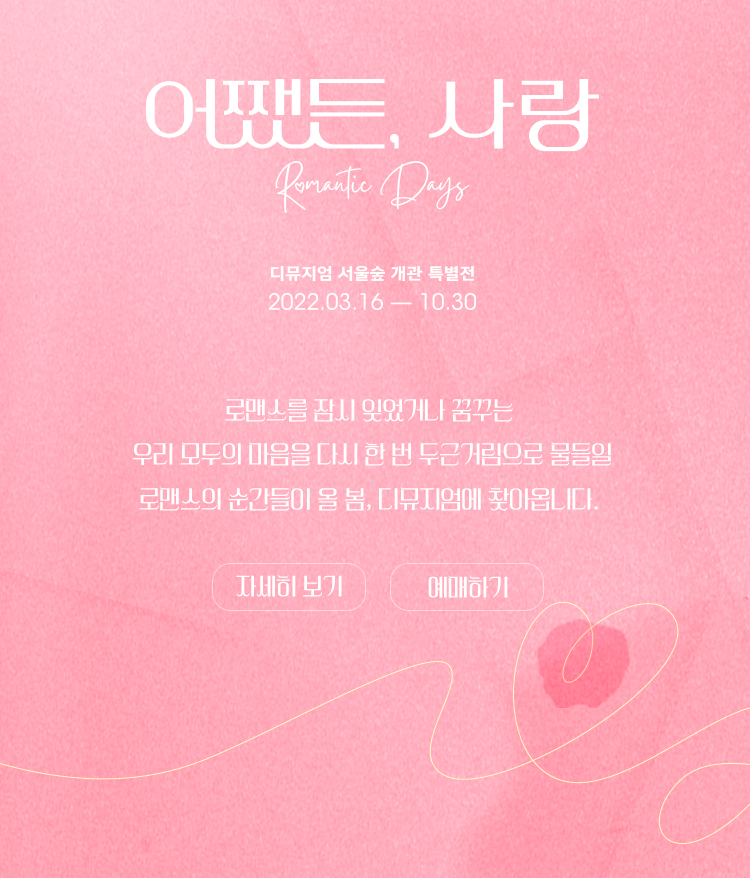 어쨌든, 사랑
Romantic Days
디뮤지엄 서울숲 개관 특별전
2022.03.16 — 10.30
로맨스를 잠시 잊었거나 꿈꾸는
우리 모두의 마음을 다시 한 번 두근거림으로 물들일
로맨스의 순간들이 올 봄, 디뮤지엄에 찾아옵니다.
자세히 보기
예매하기